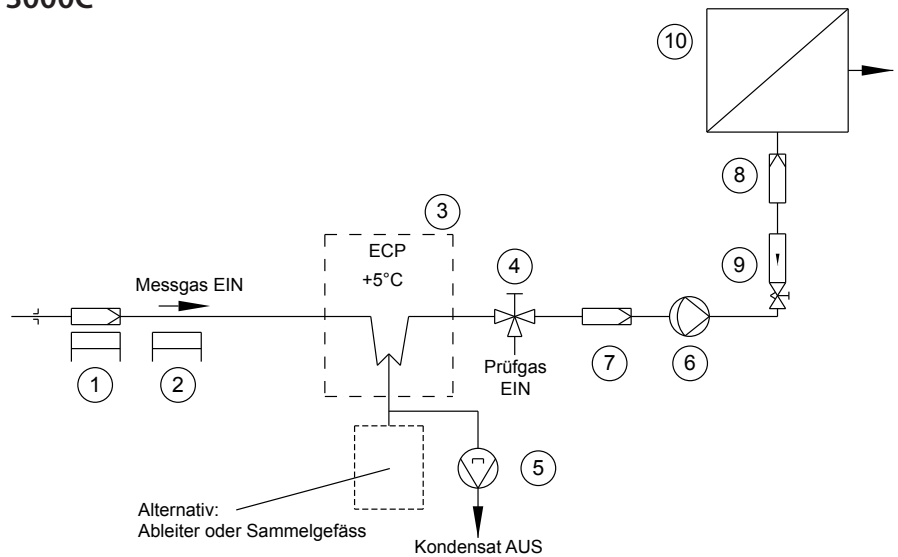 3000C
10
8
3
ECP
+5°C
9
4
Messgas EIN
Prüfgas
EIN
1
2
7
6
5
Alternativ:
Ableiter oder Sammelgefäss
Kondensat AUS